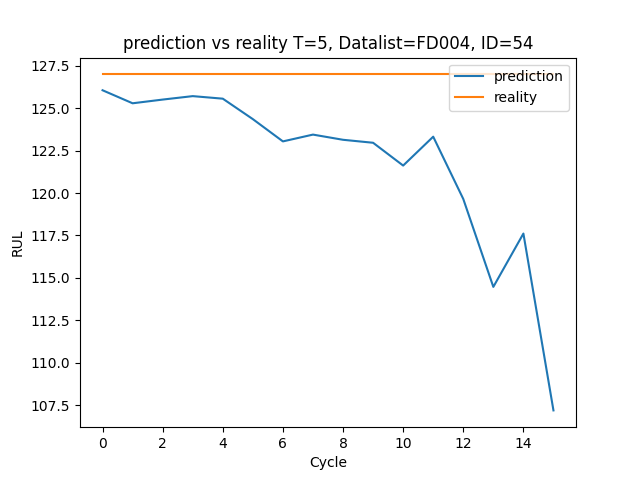 prediction vs reality T=5, Datalist=FD004, ID=54
prediction
reality
127.5
125.0
122.5
120.0
117.5
115.0
112.5
110.0
107.5
RUL
0 2 4 6 8 10 12 14
Cycle